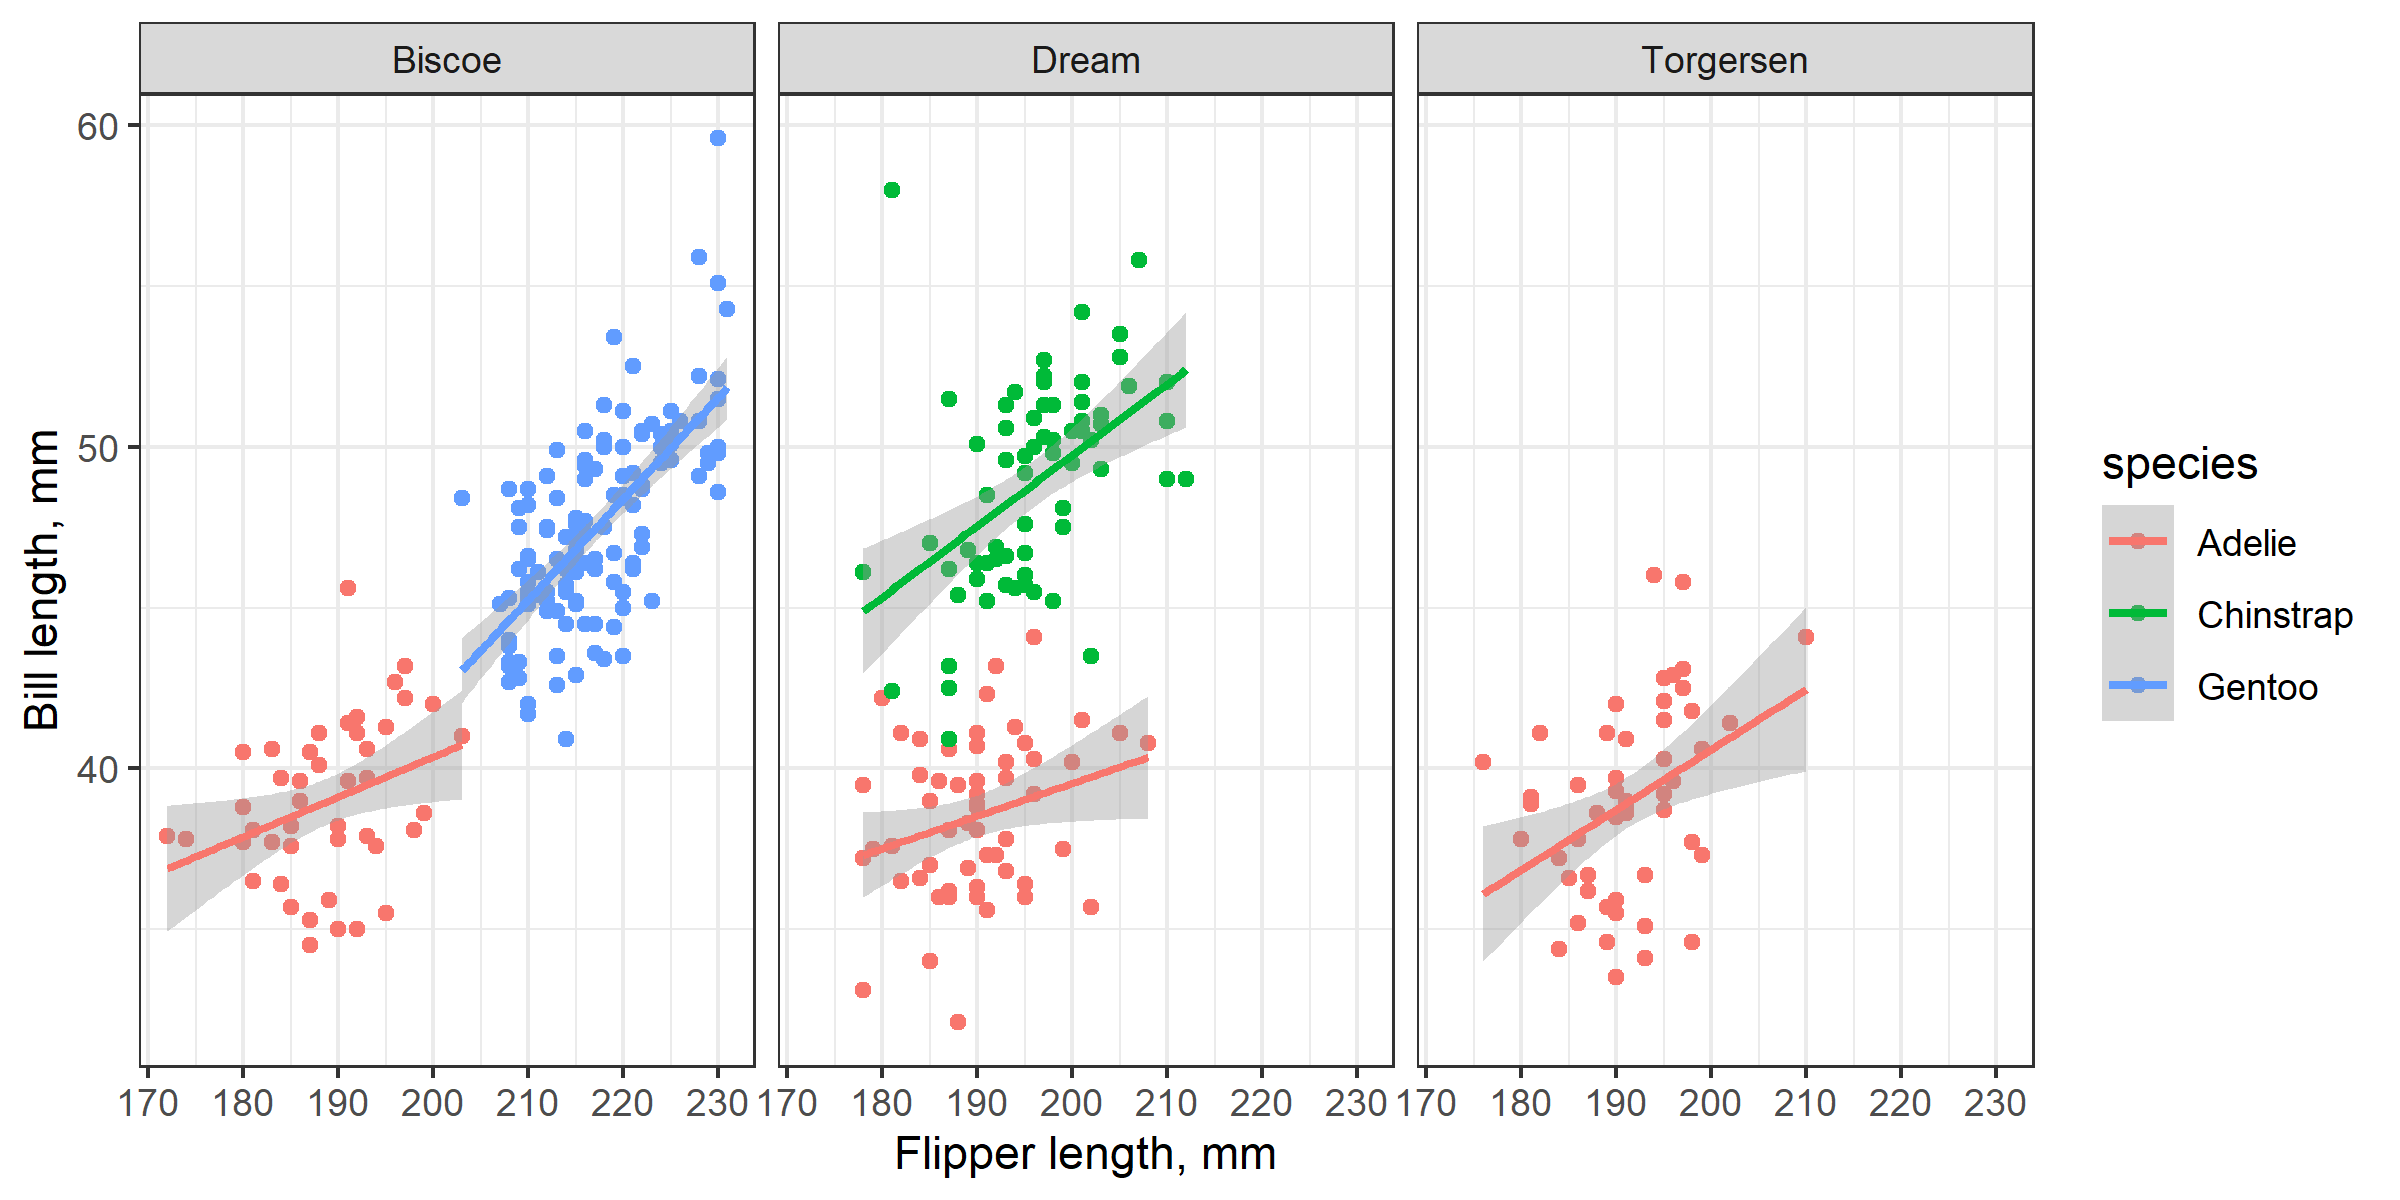 Biscoe Dream Torgersen
60
50
40
Bill length, mm
170 180 190 200 210 220 230 170 180 190 200 210 220 230 170 180 190 200 210 220 230
Flipper length, mm
species
Adelie
Chinstrap
Gentoo